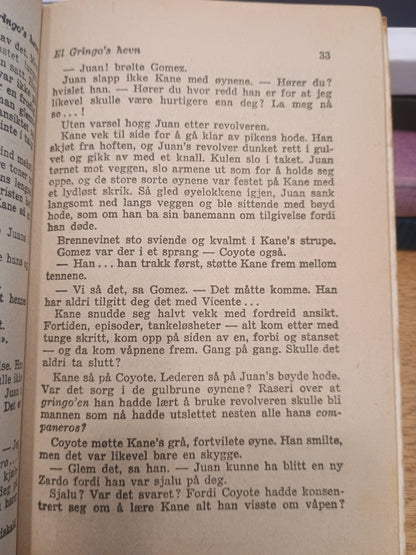 El Gringo's hevn 33
— Juan! brølte Gomez.
Juan slapp ikke Kane med øynene. — Hører du?
hvislet han. — Hører du hvor redd han er for at jeg
likevel skulle være hurtigere enn deg? La meg nå
se . . . !
Uten varsel hogg Juan etter revolveren.
Kane vek til side for å gå klar av pikens hode. Han
skjøt fra hoften, og Juan's revolver dunket rett i gul-
vet og gikk av med et knall. Kulen slo i taket. Juan
tørnet mot veggen, slo armene ut som for å holde seg
oppe, og de store sorte øynene var festet på Kane med
et lydløst skrik. Så gled øyelokkene igjen, Juan sank
langsomt ned langs veggen og ble sittende med bøyd
hode, som om han ba sin banemann om tilgivelse fordi
han døde.
Brennevinet sto sviende og kvalmt i Kane's strupe.
Gomez var der i et sprang — Coyote også.
— Han . . . han trakk først, støtte Kane frem mellom
tennene.
— Vi så det, sa Gomez. — Det måtte komme. Han
har aldri tilgitt deg det med Vicente . . .
Kane snudde seg halvt vekk med fordreid ansikt.
Fortiden, episoder, tankeløsheter — alt kom etter med
tunge skritt, kom opp på siden av en, forbi og stanset
— og da kom våpnene frem. Gang på gang. Skulle det
aldri ta slutt?
Kane så på Coyote. Lederen så på Juan's bøyde hode.
Var det sorg i de gulbrune øynene? Raseri over at
gringo'en han hadde lært å bruke revolveren skulle bli
mannen som nå hadde utslettet nesten alle hans com-
paneros?
Coyote møtte Kane's grå, fortvilete øyne. Han smilte,
men det var likevel bare en skygge.
— Glem det, sa han. — Juan kunne ha blitt en ny
Zardo fordi han var sjalu på deg.
Sjalu? Var det svaret? Fordi Coyote hadde konsen-
trert seg om å lære Kane alt han visste om våpen?